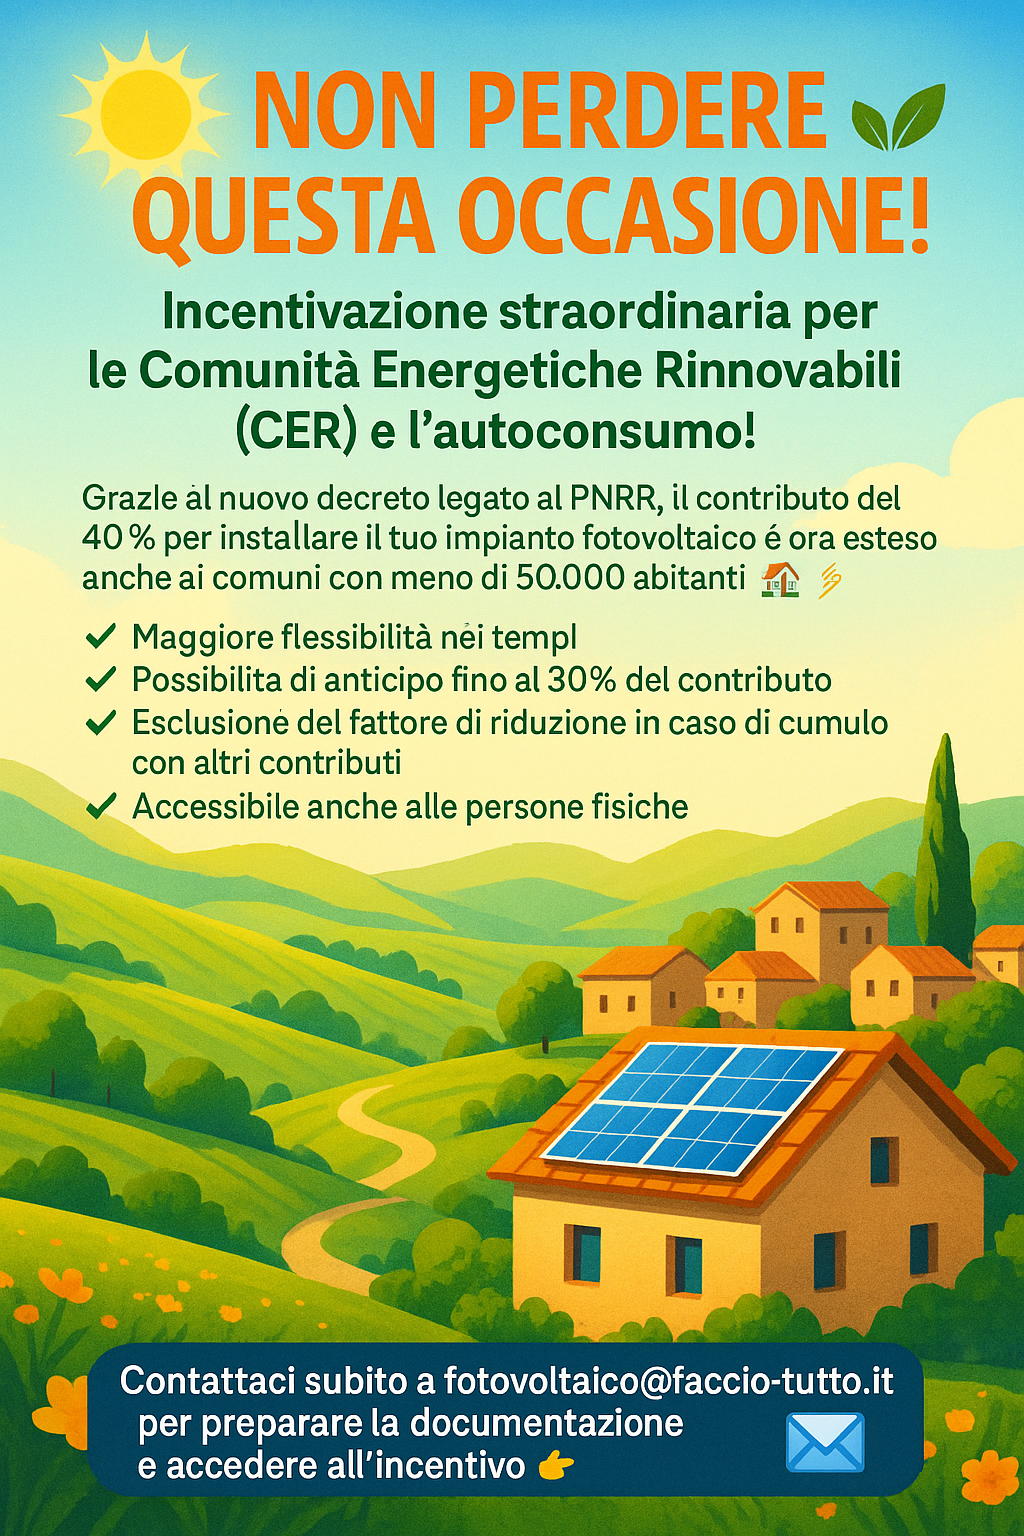 NON PERDERE
QUESTA OCCASIONE!
Incentivazione straordinaria per
le Comunità Energetiche Rinnovabili
(CER) e l'autoconsumo!
Grazle àl nuovo decreto legato al PNRR, il contributo del
40 % per installare il tuo impianto fotovoltaico é ora esteso
anche ai comuni con meno di 50.000 abitanti
✔ Maggiore flessibilità nëi templ
✔ Possibilita di anticipo fino al 30% del contributo
✔ Esclusionė del fattore di riduzione in caso di cumulo
con altri contributi
✔ Accessibile anche alle persone fisiche
Contattaci subito a fotovoltaico@faccio-tutto.it
per preparare la documentazione
e accedere all'incentivo 👉